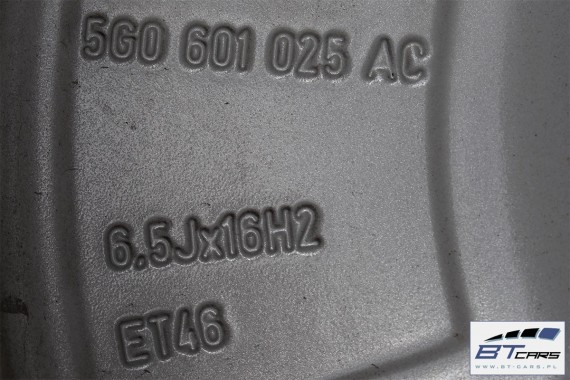 5G0 601 025 AC
6.5Jx16H2
ET46
BTCARS
WWW.BT-CARS.PL